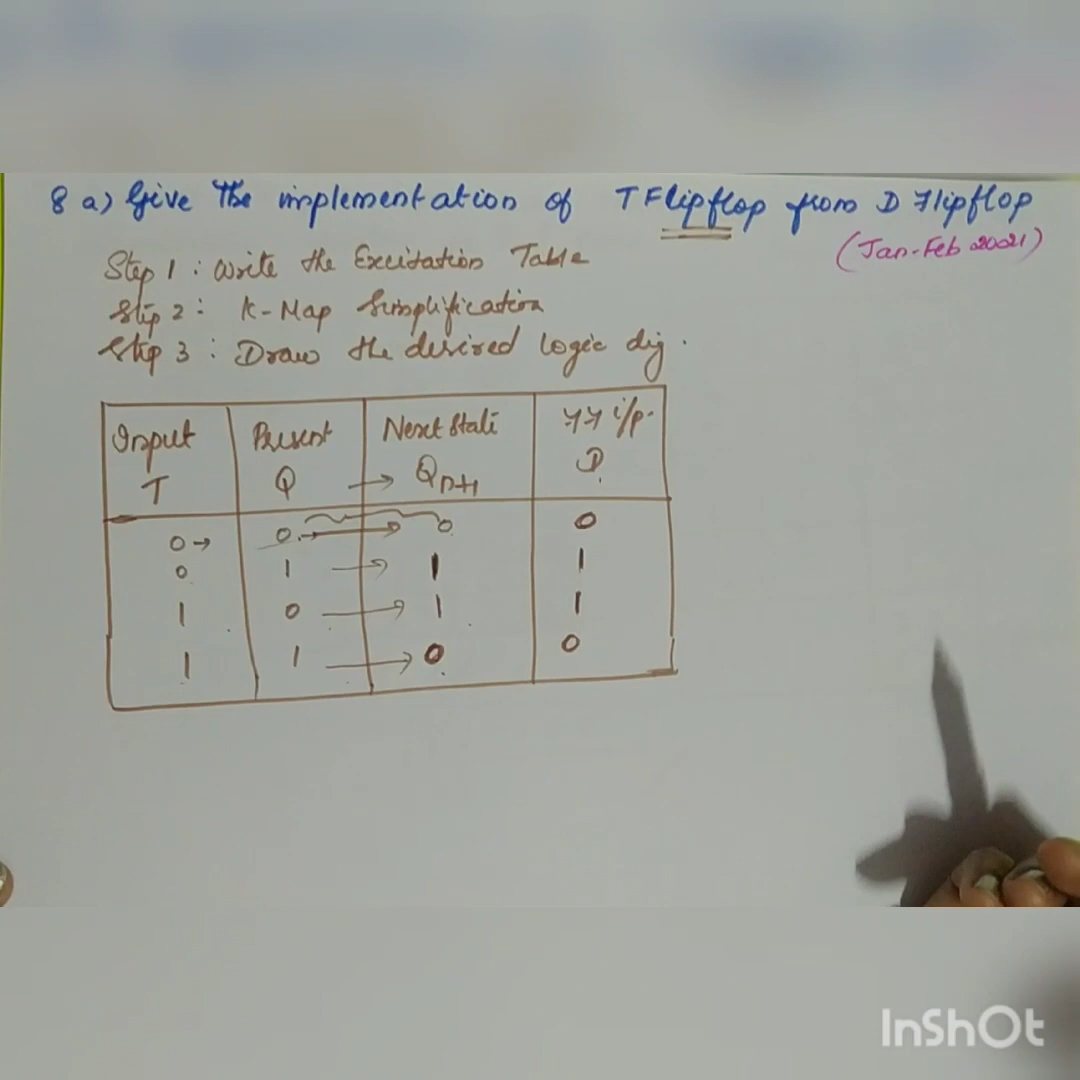 8 a) Give The implementation of T Flipflop from D Flipflop
(Jan-Feb 2021)
Step 1 : Write the Excitation Table
Step 2 : K-Map Simplification
Step 3 : Draw the desired logic dig.
Input Present Next State FF i/p.
T Q → Qn+1 D
0 → 0 → 0 0
0 1 → 1 1
1 0 → 1 1
1 1 → 0 0
InShOt